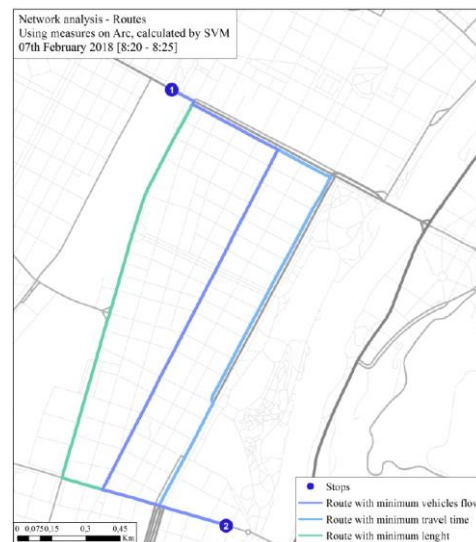 Network analysis - Routes
Using measures on Arc, calculated by SVM
07th February 2018 [8:20 - 8:25]
1
2
Stops
Route with minimum vehicles flow
Route with minimum travel time
Route with minimum lenght
0 0,0750,15 0,3 0,45
Km